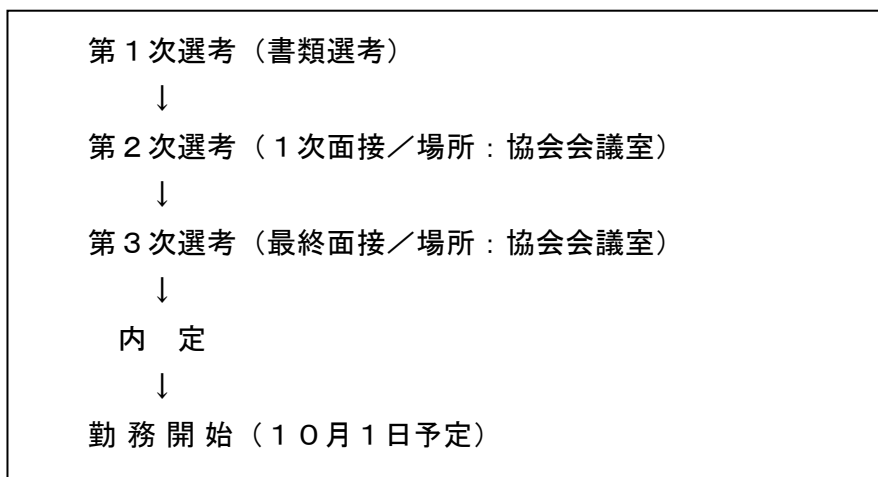 第１次選考（書類選考）
↓
第２次選考（１次面接／場所：協会会議室）
↓
第３次選考（最終面接／場所：協会会議室）
↓
内　定
↓
勤 務 開 始（１０月１日予定）